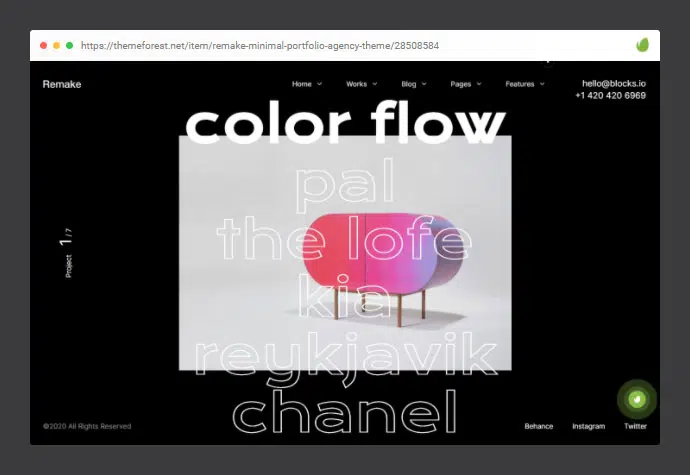 https://themeforest.net/item/remake-minimal-portfolio-agency-theme/28508584
Remake
Home Works Blog Pages Features
hello@blocks.io
+1 420 420 6969
color flow
pal
the lofe
kia
reykjavik
chanel
Project 1 / 7
©2020 All Rights Reserved
Behance Instagram Twitter